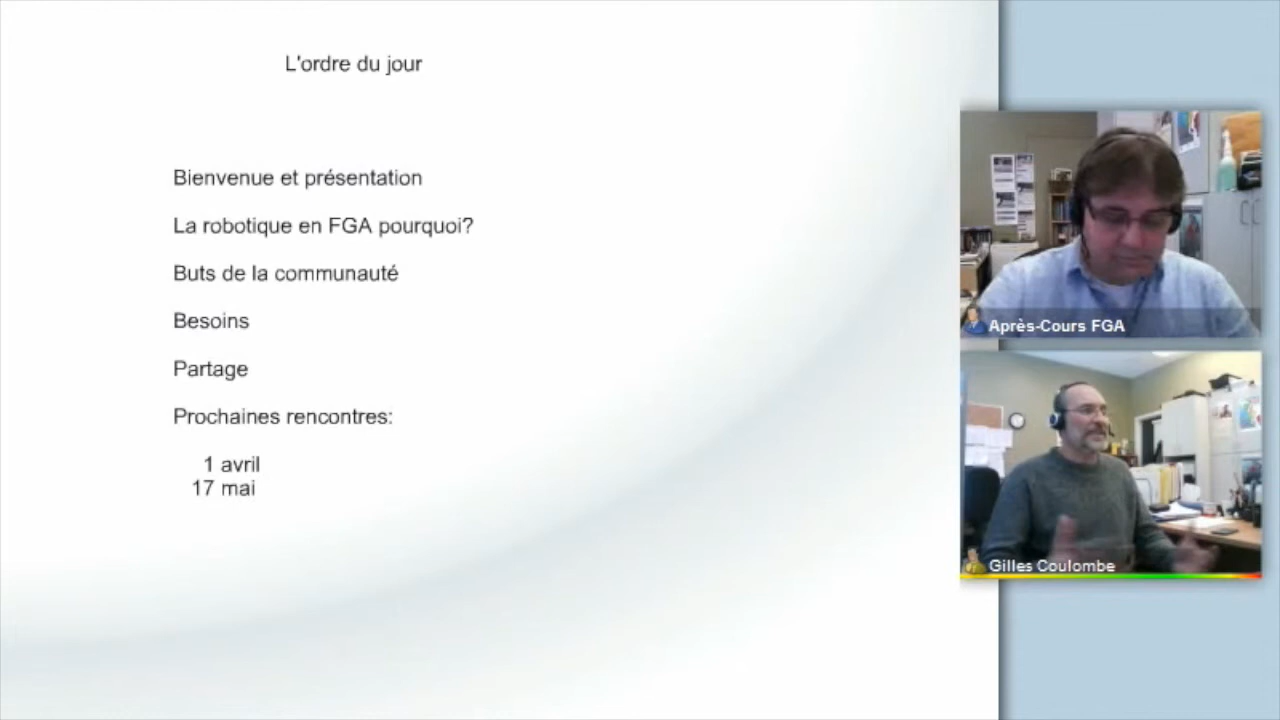 L'ordre du jour
Bienvenue et présentation
La robotique en FGA pourquoi?
Buts de la communauté
Besoins
Partage
Prochaines rencontres:
1 avril
17 mai
Après-Cours FGA
Gilles Coulombe